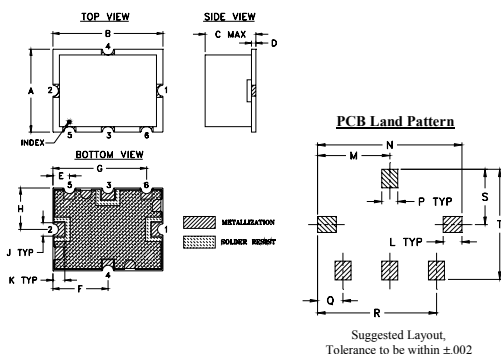 TOP VIEW
SIDE VIEW
B
C MAX
D
4
A
2
1
5
3
6
INDEX
BOTTOM VIEW
G
E
5
3
6
H
2
1
J TYP
K TYP
4
F
METALLIZATION
SOLDER RESIST
PCB Land Pattern
N
M
S
P TYP
T
L TYP
Q
R
Suggested Layout,
Tolerance to be within ±.002